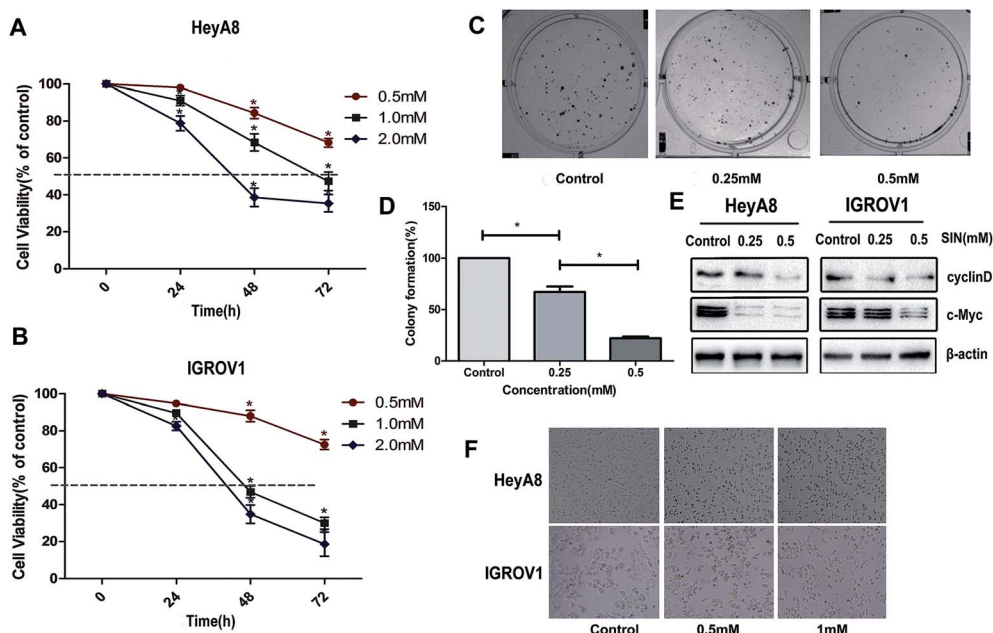 A
HeyA8
Cell Viability(% of control)
100
80
60
40
20
0
0
24
48
72
Time(h)
0.5mM
1.0mM
2.0mM
*
*
*
*
*
*
*
B
IGROV1
Cell Viability(% of control)
100
80
60
40
20
0
0
24
48
72
Time(h)
0.5mM
1.0mM
2.0mM
*
*
*
*
*
*
C
Control
0.25mM
0.5mM
D
Colony formation(%)
150
100
50
0
*
*
Control
0.25
0.5
Concentration(mM)
E
HeyA8
IGROV1
Control 0.25 0.5
Control 0.25 0.5
SIN(mM)
cyclinD
c-Myc
β-actin
F
HeyA8
IGROV1
Control
0.5mM
1mM